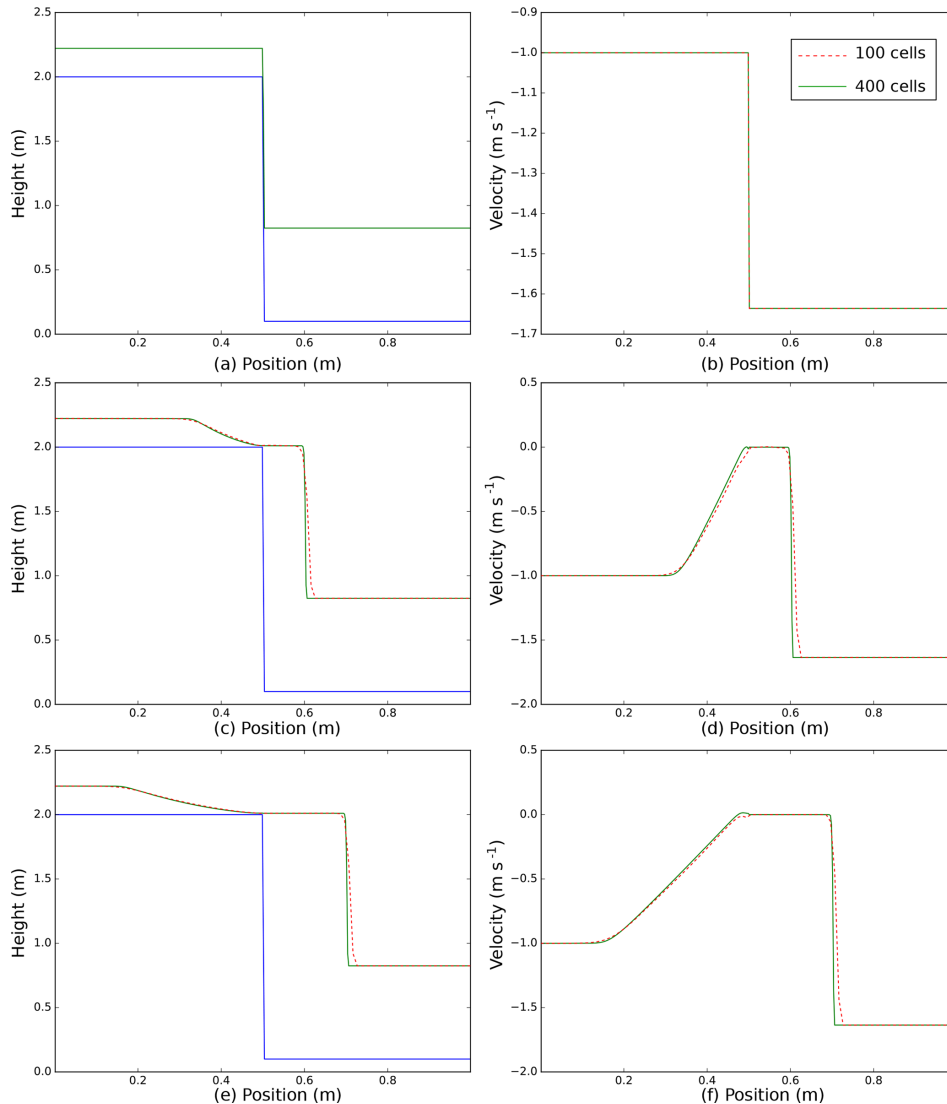 2.5
2.0
1.5
1.0
0.5
0.0
Height (m)
0.2 0.4 0.6 0.8
(a) Position (m)
−0.9
−1.0
−1.1
−1.2
−1.3
−1.4
−1.5
−1.6
−1.7
Velocity (m s⁻¹)
100 cells
400 cells
0.2 0.4 0.6 0.8
(b) Position (m)
2.5
2.0
1.5
1.0
0.5
0.0
Height (m)
0.2 0.4 0.6 0.8
(c) Position (m)
0.5
0.0
−0.5
−1.0
−1.5
−2.0
Velocity (m s⁻¹)
0.2 0.4 0.6 0.8
(d) Position (m)
2.5
2.0
1.5
1.0
0.5
0.0
Height (m)
0.2 0.4 0.6 0.8
(e) Position (m)
0.5
0.0
−0.5
−1.0
−1.5
−2.0
Velocity (m s⁻¹)
0.2 0.4 0.6 0.8
(f) Position (m)